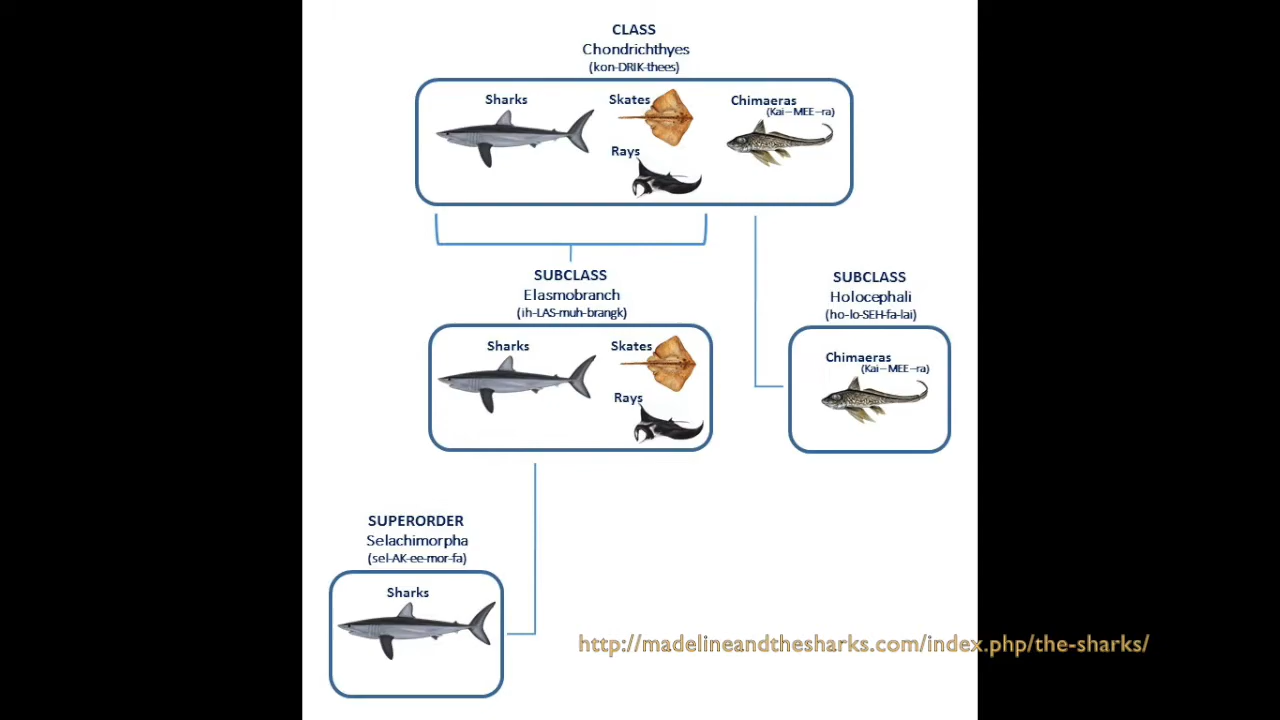 CLASS
Chondrichthyes
(kon-DRIK-thees)
Sharks
Skates
Chimaeras
(Kai-MEE-ra)
Rays
SUBCLASS
Elasmobranch
(ih-LAS-muh-brangk)
Sharks
Skates
Rays
SUBCLASS
Holocephali
(ho-lo-SEH-fa-lai)
Chimaeras
(Kai-MEE-ra)
SUPERORDER
Selachimorpha
(sel-AK-ee-mor-fa)
Sharks
http://madelineandthesharks.com/index.php/the-sharks/